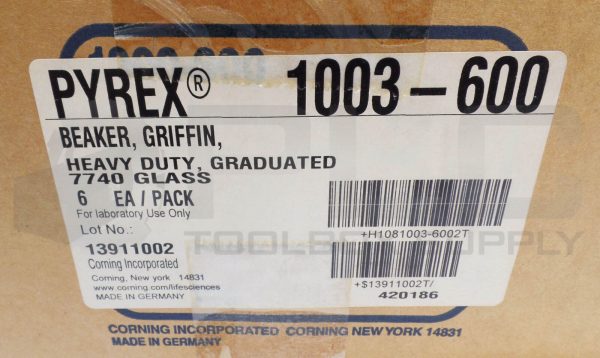 PYREX® 1003-600
BEAKER, GRIFFIN,
HEAVY DUTY, GRADUATED
7740 GLASS
6 EA / PACK
For laboratory Use Only
Lot No.:
13911002
Corning Incorporated
Corning, New york 14831
www.corning.com/lifesciences
MADE IN GERMANY
+H1081003-6002T
+$13911002T/
420186
TOOLBOX SUPPLY
CORNING INCORPORATED CORNING NEW YORK 14831
MADE IN GERMANY